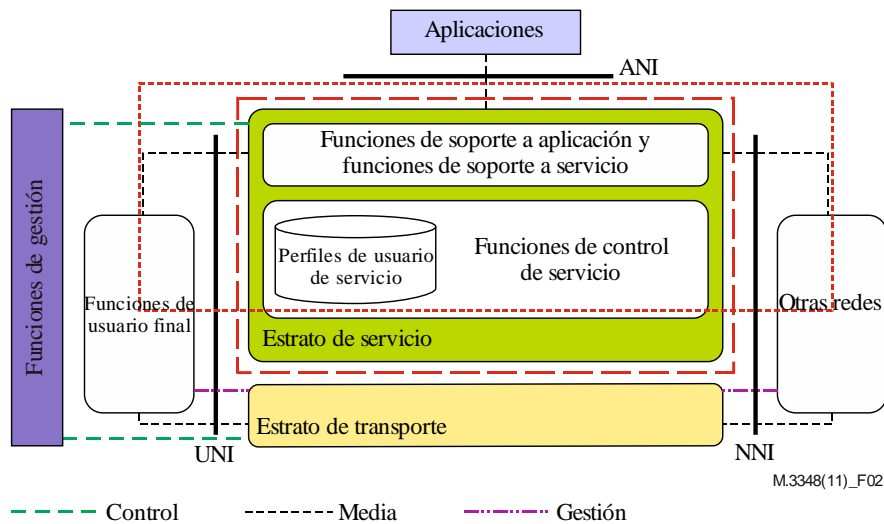 Aplicaciones
ANI
Funciones de gestión
Funciones de soporte a aplicación y
funciones de soporte a servicio
Perfiles de usuario
de servicio
Funciones de control
de servicio
Funciones de
usuario final
Otras redes
Estrato de servicio
Estrato de transporte
UNI
NNI
M.3348(11)_F02
Control
Media
Gestión